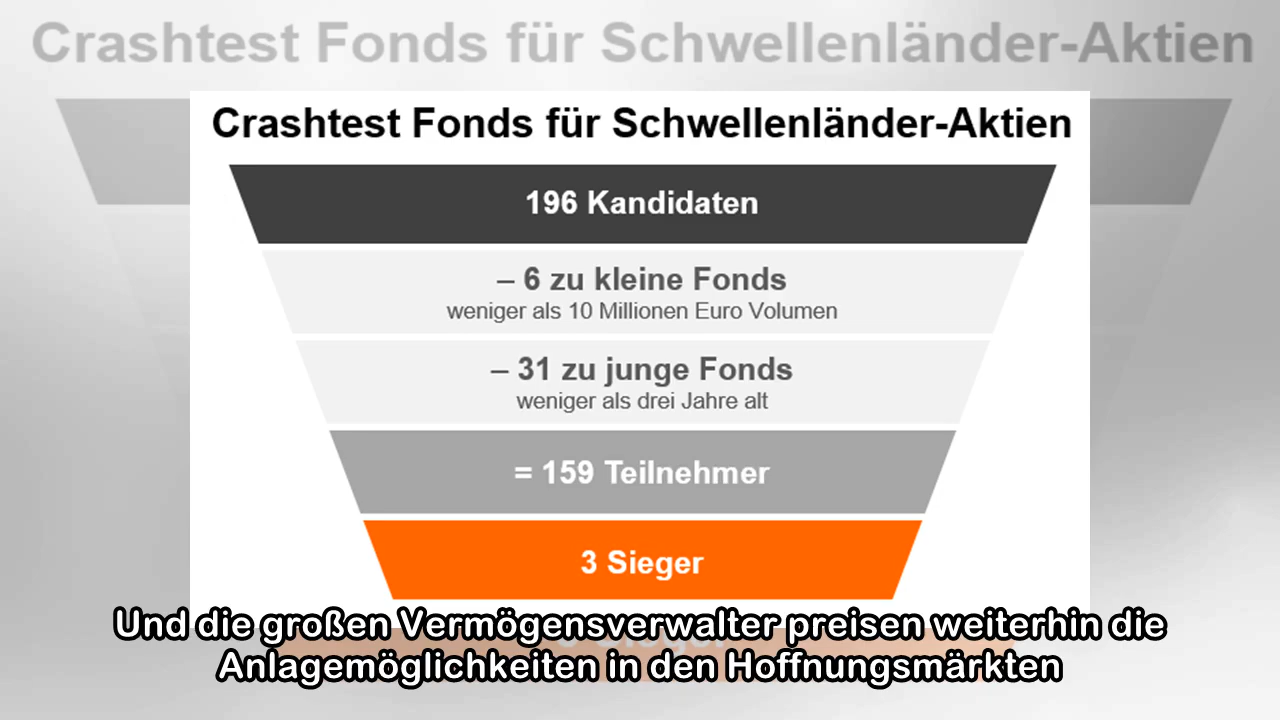 Crashtest Fonds für Schwellenländer-Aktien
Crashtest Fonds für Schwellenländer-Aktien
196 Kandidaten
– 6 zu kleine Fonds
weniger als 10 Millionen Euro Volumen
– 31 zu junge Fonds
weniger als drei Jahre alt
= 159 Teilnehmer
3 Sieger
Und die großen Vermögensverwalter preisen weiterhin die
Anlagemöglichkeiten in den Hoffnungsmärkten